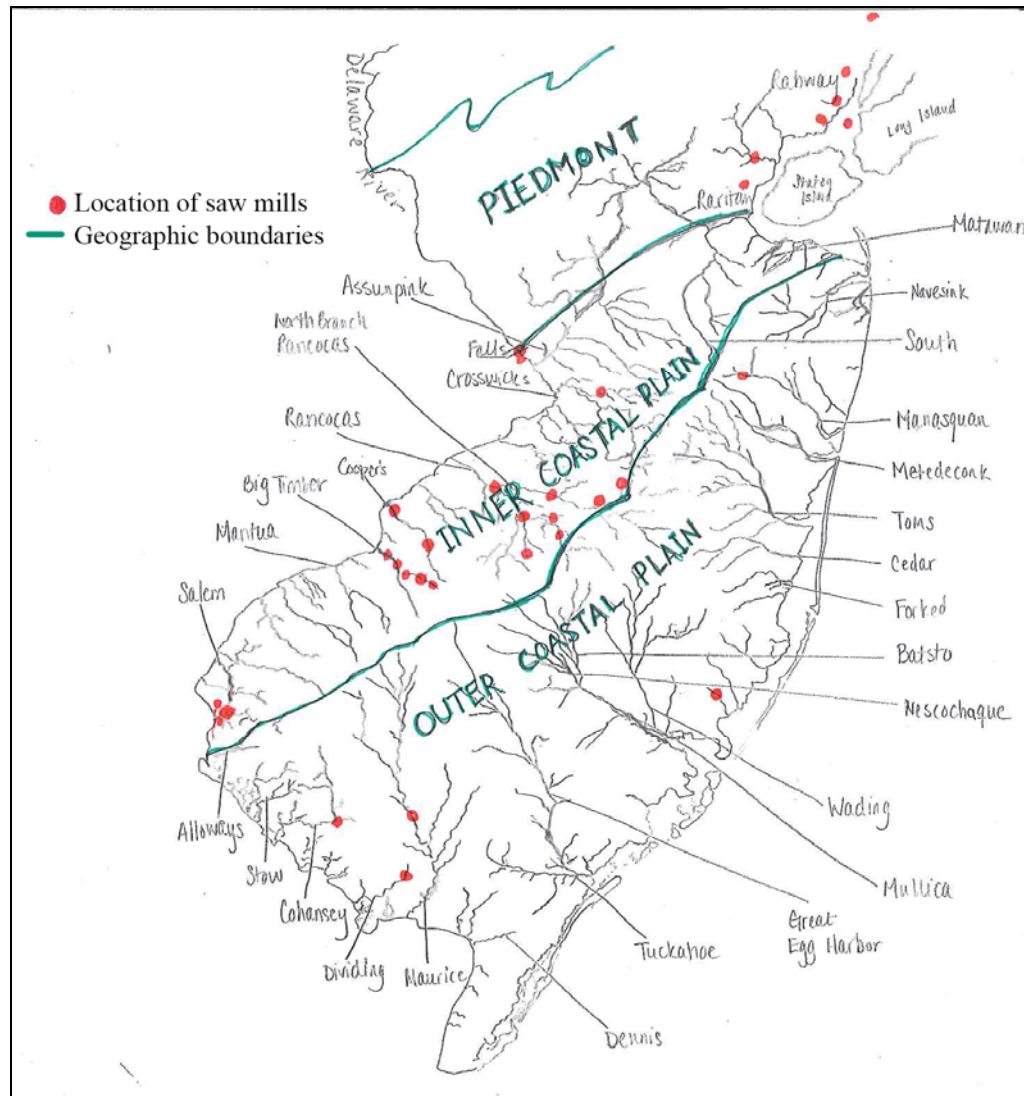 Delaware
River
PIEDMONT
Rahway
Long Island
Staten
Island
Raritan
Location of saw mills
Geographic boundaries
Matawan
Assunpink
Navesink
North Branch
Rancocas
Falls
South
Crosswicks
INNER COASTAL PLAIN
Rancocas
Manasquan
Cooper's
Metedeconk
Big Timber
Toms
Mantua
Cedar
Salem
Forked
OUTER COASTAL PLAIN
Batsto
Nescochaque
Wading
Alloways
Stow
Mullica
Cohansey
Great
Egg Harbor
Dividing
Maurice
Tuckahoe
Dennis